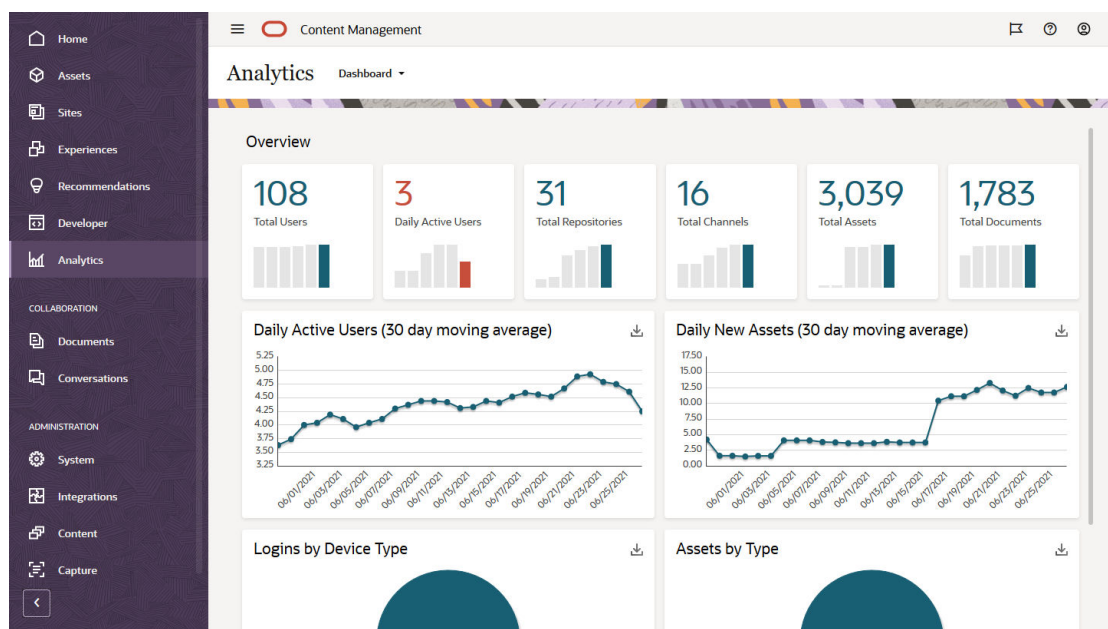 Home
Assets
Sites
Experiences
Recommendations
Developer
Analytics
COLLABORATION
Documents
Conversations
ADMINISTRATION
System
Integrations
Content
Capture
Content Management
Analytics Dashboard
Overview
108
Total Users
3
Daily Active Users
31
Total Repositories
16
Total Channels
3,039
Total Assets
1,783
Total Documents
Daily Active Users (30 day moving average)
5.25
5.00
4.75
4.50
4.25
4.00
3.75
3.50
3.25
06/01/2021
06/03/2021
06/05/2021
06/07/2021
06/09/2021
06/11/2021
06/13/2021
06/15/2021
06/17/2021
06/19/2021
06/21/2021
06/23/2021
06/25/2021
Daily New Assets (30 day moving average)
17.50
15.00
12.50
10.00
7.50
5.00
2.50
0.00
06/01/2021
06/03/2021
06/05/2021
06/07/2021
06/09/2021
06/11/2021
06/13/2021
06/15/2021
06/17/2021
06/19/2021
06/21/2021
06/23/2021
06/25/2021
Logins by Device Type
Assets by Type